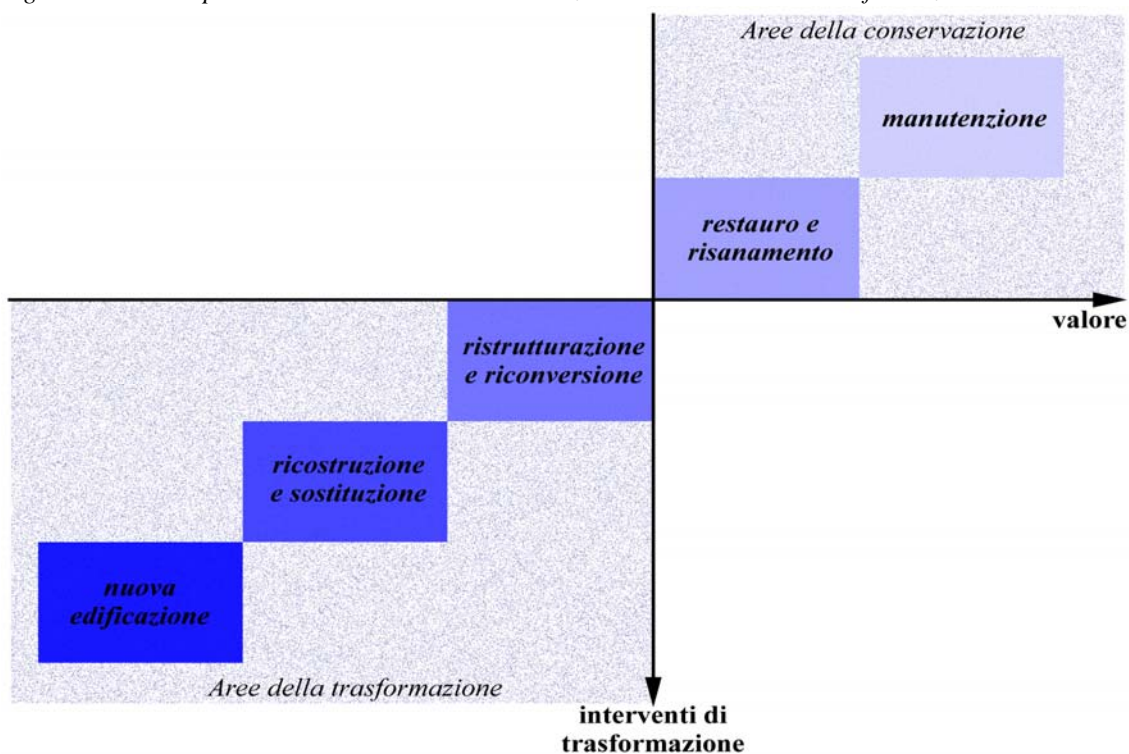 Aree della conservazione
manutenzione
restauro e
risanamento
valore
ristrutturazione
e riconversione
ricostruzione
e sostituzione
nuova
edificazione
Aree della trasformazione
interventi di
trasformazione